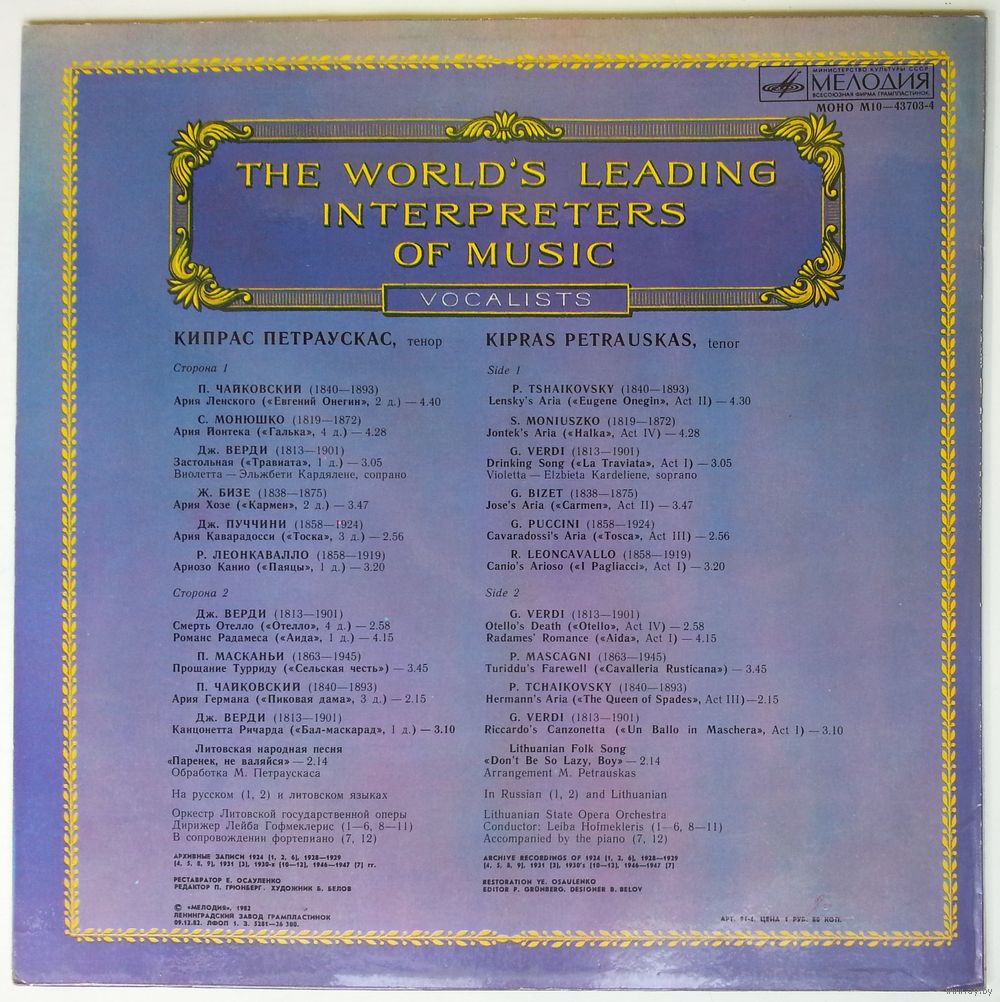 МИНИСТЕРСТВО КУЛЬТУРЫ СССР
МЕЛОДИЯ
ВСЕСОЮЗНАЯ ФИРМА ГРАМПЛАСТИНОК
МОНО М10—43703-4
THE WORLD'S LEADING
INTERPRETERS
OF MUSIC
VOCALISTS
КИПРАС ПЕТРАУСКАС, тенор
Сторона 1
П. ЧАЙКОВСКИЙ (1840—1893)
Ария Ленского («Евгений Онегин», 2 д.) — 4.40
С. МОНЮШКО (1819—1872)
Ария Йонтека («Галька», 4 д.) — 4.28
Дж. ВЕРДИ (1813—1901)
Застольная («Травиата», 1 д.) — 3.05
Виолетта — Эльжбети Кардялене, сопрано
Ж. БИЗЕ (1838—1875)
Ария Хозе («Кармен», 2 д.) — 3.47
Дж. ПУЧЧИНИ (1858—1924)
Ария Каварадосси («Тоска», 3 д.) — 2.56
Р. ЛЕОНКАВАЛЛО (1858—1919)
Ариозо Канио («Паяцы», 1 д.) — 3.20
Сторона 2
Дж. ВЕРДИ (1813—1901)
Смерть Отелло («Отелло», 4 д.) — 2.58
Романс Радамеса («Аида», 1 д.) — 4.15
П. МАСКАНЬИ (1863—1945)
Прощание Турриду («Сельская честь») — 3.45
П. ЧАЙКОВСКИЙ (1840—1893)
Ария Германа («Пиковая дама», 3 д.) — 2.15
Дж. ВЕРДИ (1813—1901)
Канцонетта Ричарда («Бал-маскарад», 1 д.) — 3.10
Литовская народная песня
«Паренек, не валяйся» — 2.14
Обработка М. Петраускаса
На русском (1, 2) и литовском языках
Оркестр Литовской государственной оперы
Дирижер Лейба Гофмеклерис (1—6, 8—11)
В сопровождении фортепиано (7, 12)
АРХИВНЫЕ ЗАПИСИ 1924 (1, 2, 6), 1928—1929
(4, 5, 8, 9), 1931 (3), 1930-х (10—12), 1946—1947 (7) гг.
РЕСТАВРАТОР Е. ОСАУЛЕНКО
РЕДАКТОР П. ГРЮНБЕРГ. ХУДОЖНИК Б. БЕЛОВ
© «МЕЛОДИЯ», 1982
ЛЕНИНГРАДСКИЙ ЗАВОД ГРАМПЛАСТИНОК
09.12.82. ЛФОП 1. З. 5281—26 300.
KIPRAS PETRAUSKAS, tenor
Side 1
P. TSHAIKOVSKY (1840—1893)
Lensky's Aria («Eugene Onegin», Act II) — 4.30
S. MONIUSZKO (1819—1872)
Jontek's Aria («Halka», Act IV) — 4.28
G. VERDI (1813—1901)
Drinking Song («La Traviata», Act I) — 3.05
Violetta — Elzbieta Kardeliene, soprano
G. BIZET (1838—1875)
Jose's Aria («Carmen», Act II) — 3.47
G. PUCCINI (1858—1924)
Cavaradossi's Aria («Tosca», Act III) — 2.56
R. LEONCAVALLO (1858—1919)
Canio's Arioso («I Pagliacci», Act I) — 3.20
Side 2
G. VERDI (1813—1901)
Otello's Death («Otello», Act IV) — 2.58
Radames' Romance («Aida», Act I) — 4.15
P. MASCAGNI (1863—1945)
Turiddu's Farewell («Cavalleria Rusticana») — 3.45
P. TCHAIKOVSKY (1840—1893)
Hermann's Aria («The Queen of Spades», Act III)—2.15
G. VERDI (1813—1901)
Riccardo's Canzonetta («Un Ballo in Maschera», Act I) — 3.10
Lithuanian Folk Song
«Don't Be So Lazy, Boy» — 2.14
Arrangement M. Petrauskas
In Russian (1, 2) and Lithuanian
Lithuanian State Opera Orchestra
Conductor: Leiba Hofmekleris (1—6, 8—11)
Accompanied by the piano (7, 12)
ARCHIVE RECORDINGS OF 1924 (1, 2, 6), 1928—1929
(4, 5, 8, 9), 1931 (3), 1930's (10—12), 1946—1947 (7)
RESTORATION YE. OSAULENKO
EDITOR P. GRÜNBERG. DESIGNER B. BELOV
АРТ. 91-4. ЦЕНА 1 РУБ. 80 КОП.